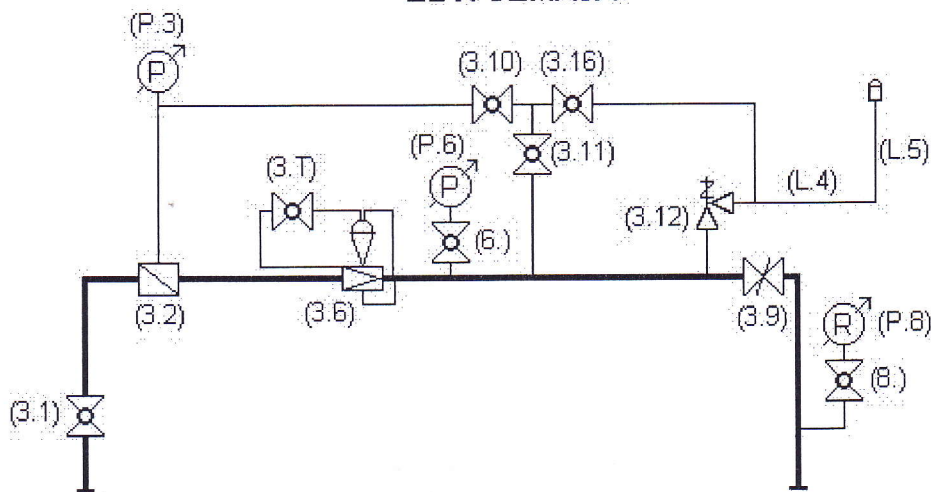 (P.3)
P
(3.10)
(3.16)
(P.6)
P
(3.11)
(L.5)
(3.T)
(L.4)
(3.12)
(6.)
(3.2)
(3.6)
(3.9)
R
(P.8)
(3.1)
(8.)